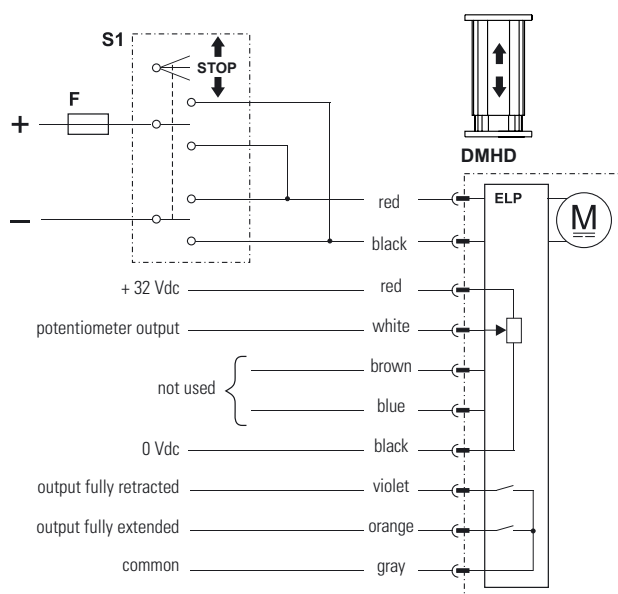 S1
STOP
F
+
–
DMHD
ELP
M
red
black
+ 32 Vdc red
potentiometer output white
not used
brown
blue
0 Vdc black
output fully retracted violet
output fully extended orange
common gray